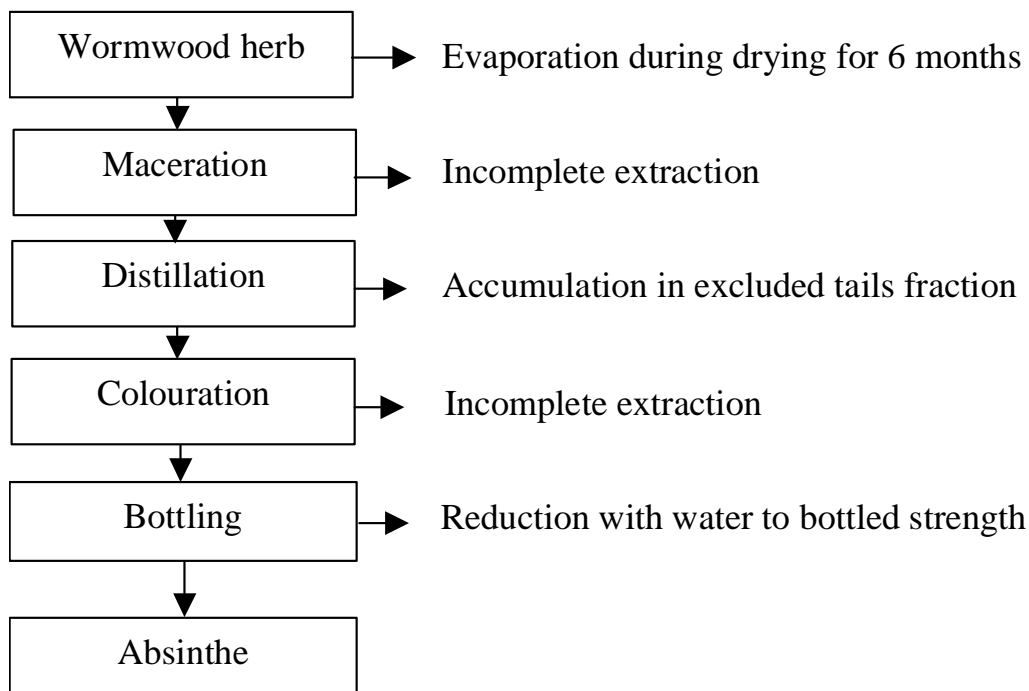 Wormwood herb
Evaporation during drying for 6 months
Maceration
Incomplete extraction
Distillation
Accumulation in excluded tails fraction
Colouration
Incomplete extraction
Bottling
Reduction with water to bottled strength
Absinthe